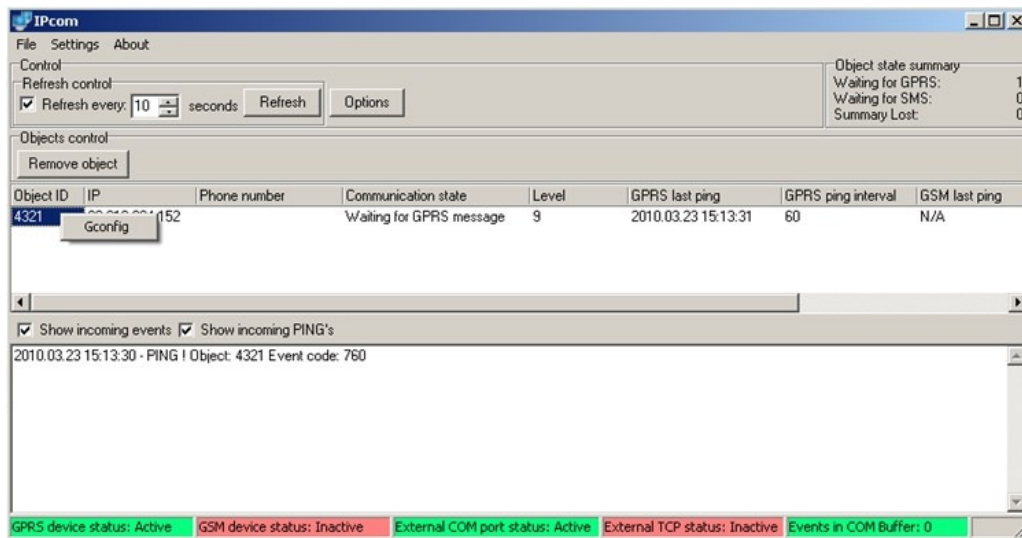 IPcom
File Settings About
Control
Refresh control
Refresh every: 10 seconds Refresh Options
Object state summary
Waiting for GPRS: 1
Waiting for SMS: 0
Summary Lost: 0
Objects control
Remove object
Object ID IP Phone number Communication state Level GPRS last ping GPRS ping interval GSM last ping
4321 152 Waiting for GPRS message 9 2010.03.23 15:13:31 60 N/A
Gconfig
Show incoming events Show incoming PING's
2010.03.23 15:13:30 - PING ! Object: 4321 Event code: 760
GPRS device status: Active GSM device status: Inactive External COM port status: Active External TCP status: Inactive Events in COM Buffer: 0